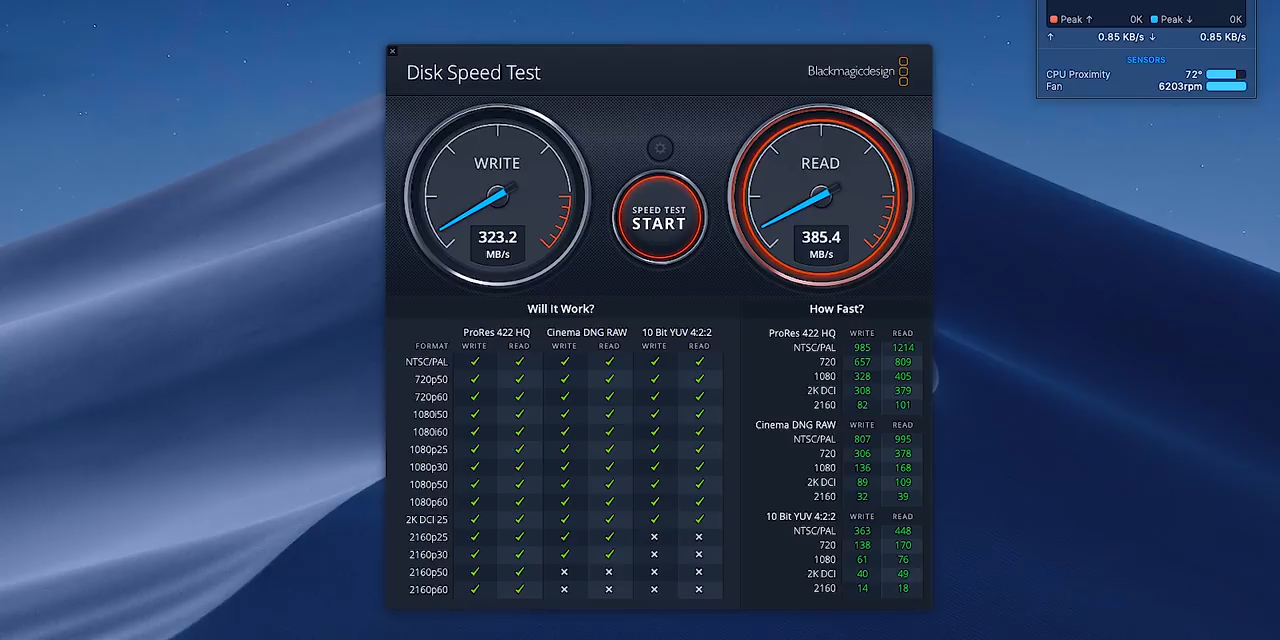 Peak ↑ 0K Peak ↓ 0K
↑ 0.85 KB/s ↓ 0.85 KB/s
SENSORS
CPU Proximity 72°
Fan 6203rpm
Disk Speed Test
Blackmagicdesign
WRITE
323.2
MB/s
SPEED TEST
START
READ
385.4
MB/s
Will It Work?
ProRes 422 HQ Cinema DNG RAW 10 Bit YUV 4:2:2
FORMAT WRITE READ WRITE READ WRITE READ
NTSC/PAL ✓ ✓ ✓ ✓ ✓ ✓
720p50 ✓ ✓ ✓ ✓ ✓ ✓
720p60 ✓ ✓ ✓ ✓ ✓ ✓
1080i50 ✓ ✓ ✓ ✓ ✓ ✓
1080i60 ✓ ✓ ✓ ✓ ✓ ✓
1080p25 ✓ ✓ ✓ ✓ ✓ ✓
1080p30 ✓ ✓ ✓ ✓ ✓ ✓
1080p50 ✓ ✓ ✓ ✓ ✓ ✓
1080p60 ✓ ✓ ✓ ✓ ✓ ✓
2K DCI 25 ✓ ✓ ✓ ✓ ✓ ✓
2160p25 ✓ ✓ ✓ ✓ × ×
2160p30 ✓ ✓ ✓ ✓ × ×
2160p50 ✓ ✓ × × × ×
2160p60 ✓ ✓ × × × ×
How Fast?
ProRes 422 HQ WRITE READ
NTSC/PAL 985 1214
720 657 809
1080 328 405
2K DCI 308 379
2160 82 101
Cinema DNG RAW WRITE READ
NTSC/PAL 807 995
720 306 378
1080 136 168
2K DCI 89 109
2160 32 39
10 Bit YUV 4:2:2 WRITE READ
NTSC/PAL 363 448
720 138 170
1080 61 76
2K DCI 40 49
2160 14 18